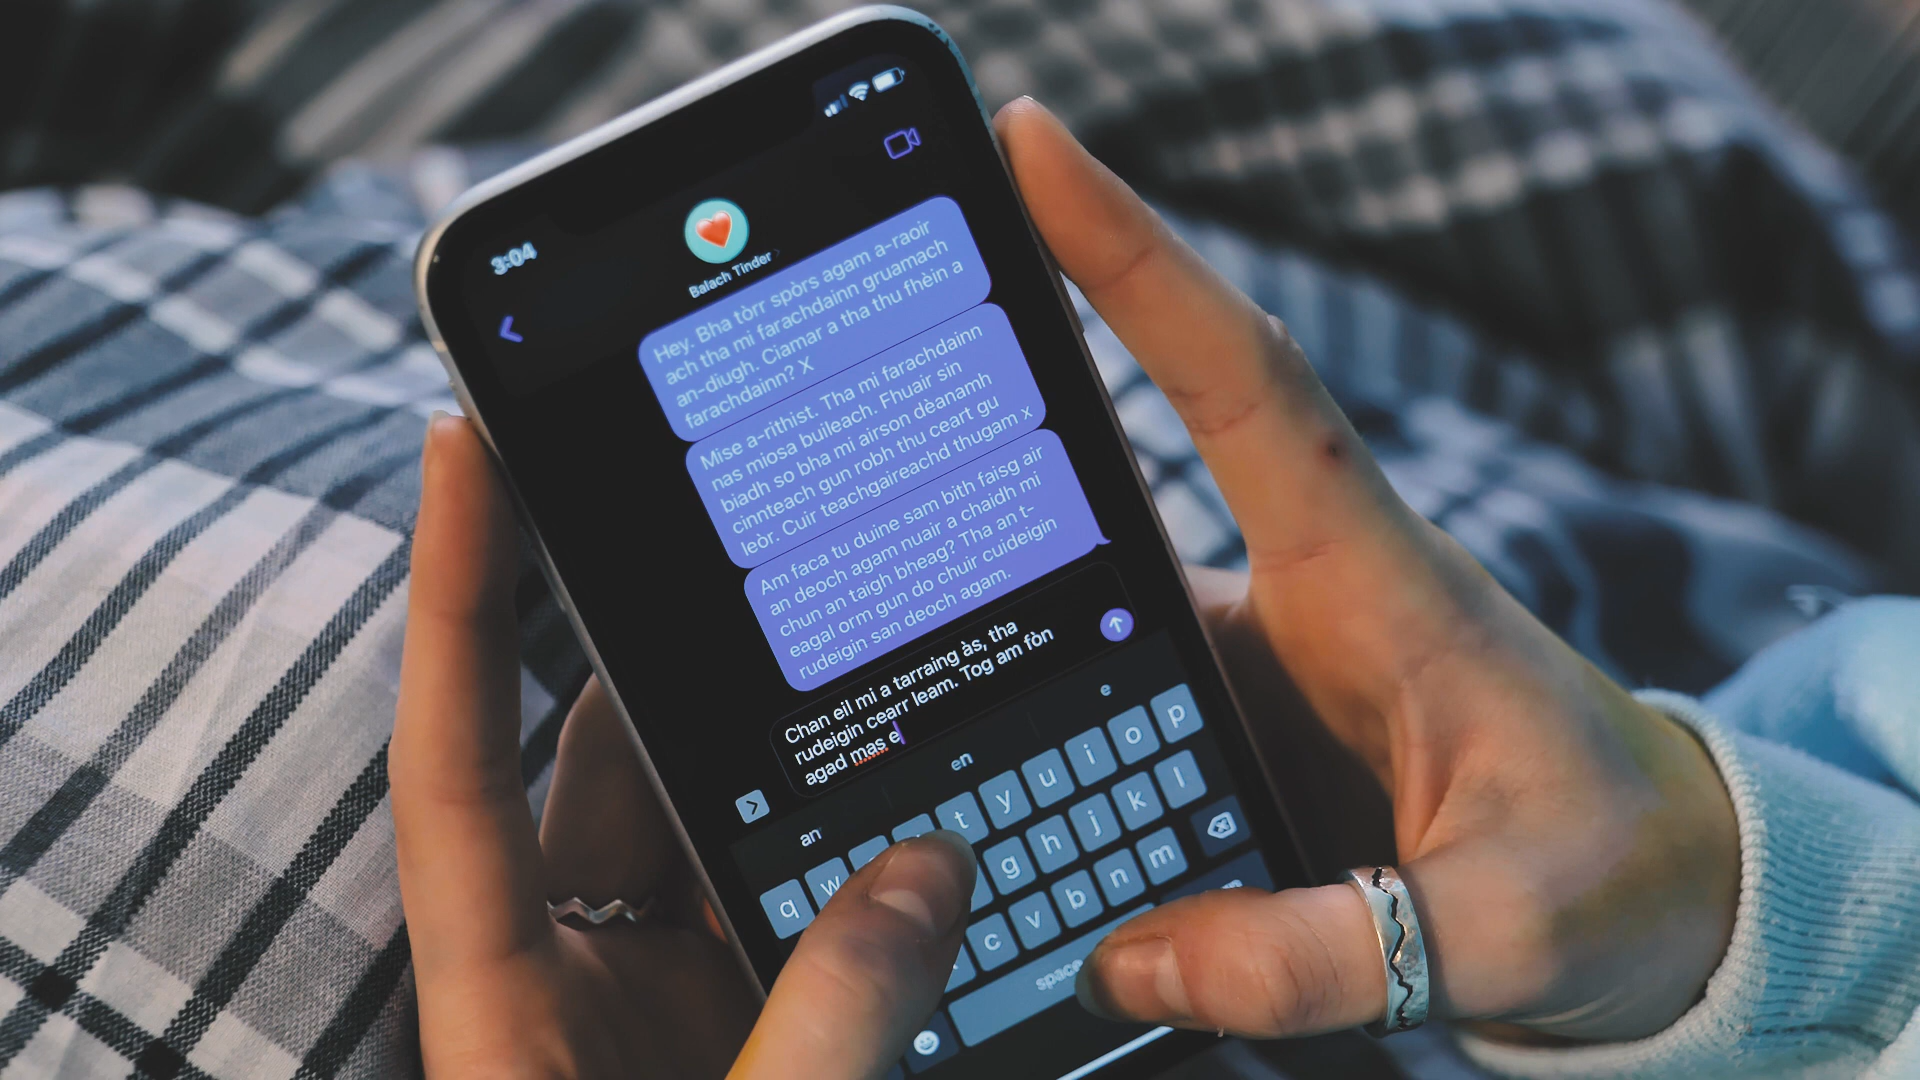 3:04
Balach Tinder
Hey. Bha tòrr spòrs agam a-raoir
ach tha mi farachdainn gruamach
an-diugh. Ciamar a tha thu fhèin a
farachdainn? X
Mise a-rithist. Tha mi farachdainn
nas miosa buileach. Fhuair sin
biadh so bha mi airson dèanamh
cinnteach gun robh thu ceart gu
leòr. Cuir teachgaireachd thugam x
Am faca tu duine sam bith faisg air
an deoch agam nuair a chaidh mi
chun an taigh bheag? Tha an t-
eagal orm gun do chuir cuideigin
rudeigin san deoch agam.
Chan eil mi a tarraing às, tha
rudeigin cearr leam. Tog am fòn
agad mas e
an en e
q w t y u i o p
g h j k l
c v b n m
space